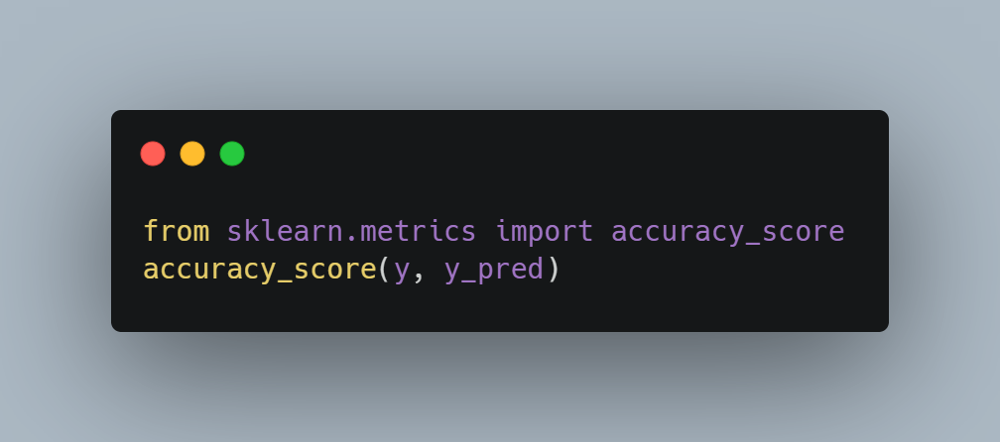 from sklearn.metrics import accuracy_score
accuracy_score(y, y_pred)